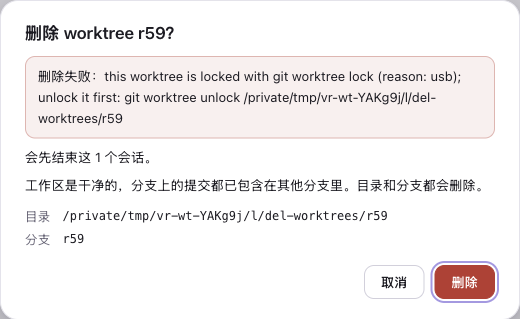 删除 worktree r59?
删除失败：this worktree is locked with git worktree lock (reason: usb);
unlock it first: git worktree unlock /private/tmp/vr-wt-YAKg9j/l/del-
worktrees/r59
会先结束这 1 个会话。
工作区是干净的，分支上的提交都已包含在其他分支里。目录和分支都会删除。
目录 /private/tmp/vr-wt-YAKg9j/l/del-worktrees/r59
分支 r59
取消 删除